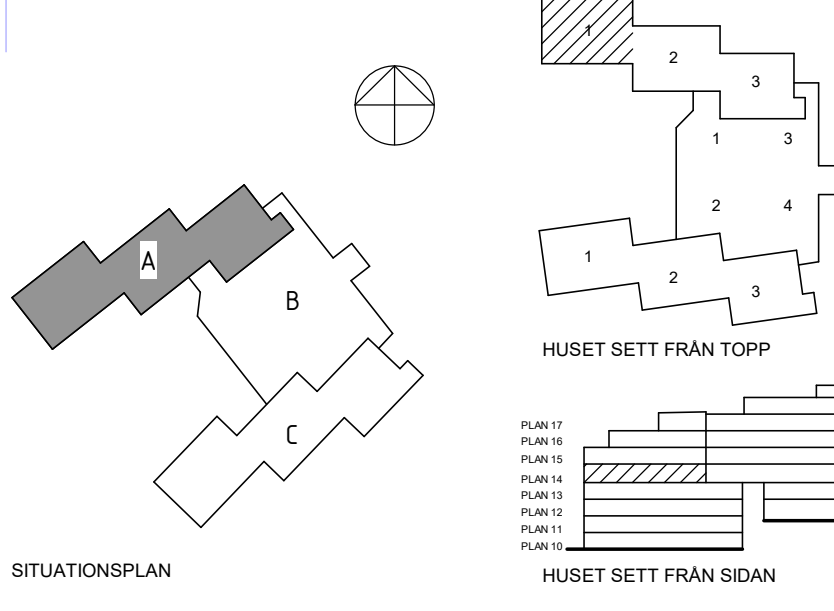 A
B
C
SITUATIONSPLAN
1
2
3
1 3
2 4
1
2
3
HUSET SETT FRÅN TOPP
PLAN 17
PLAN 16
PLAN 15
PLAN 14
PLAN 13
PLAN 12
PLAN 11
PLAN 10
HUSET SETT FRÅN SIDAN